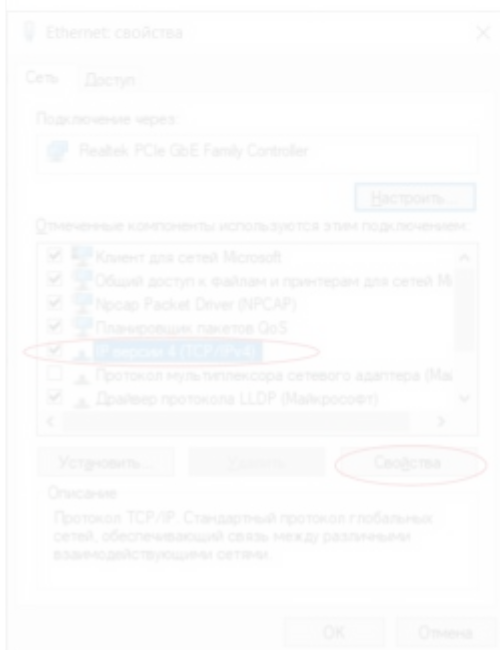 Ethernet: свойства
Сеть Доступ
Подключение через:
Realtek PCIe GbE Family Controller
Настроить...
Отмеченные компоненты используются этим подключением:
Клиент для сетей Microsoft
Общий доступ к файлам и принтерам для сетей Mi
Npcap Packet Driver (NPCAP)
Планировщик пакетов QoS
IP версии 4 (TCP/IPv4)
Протокол мультиплексора сетевого адаптера (Май
Драйвер протокола LLDP (Майкрософт)
Установить... Удалить Свойства
Описание
Протокол TCP/IP. Стандартный протокол глобальных
сетей, обеспечивающий связь между различными
взаимодействующими сетями.
OK Отмена